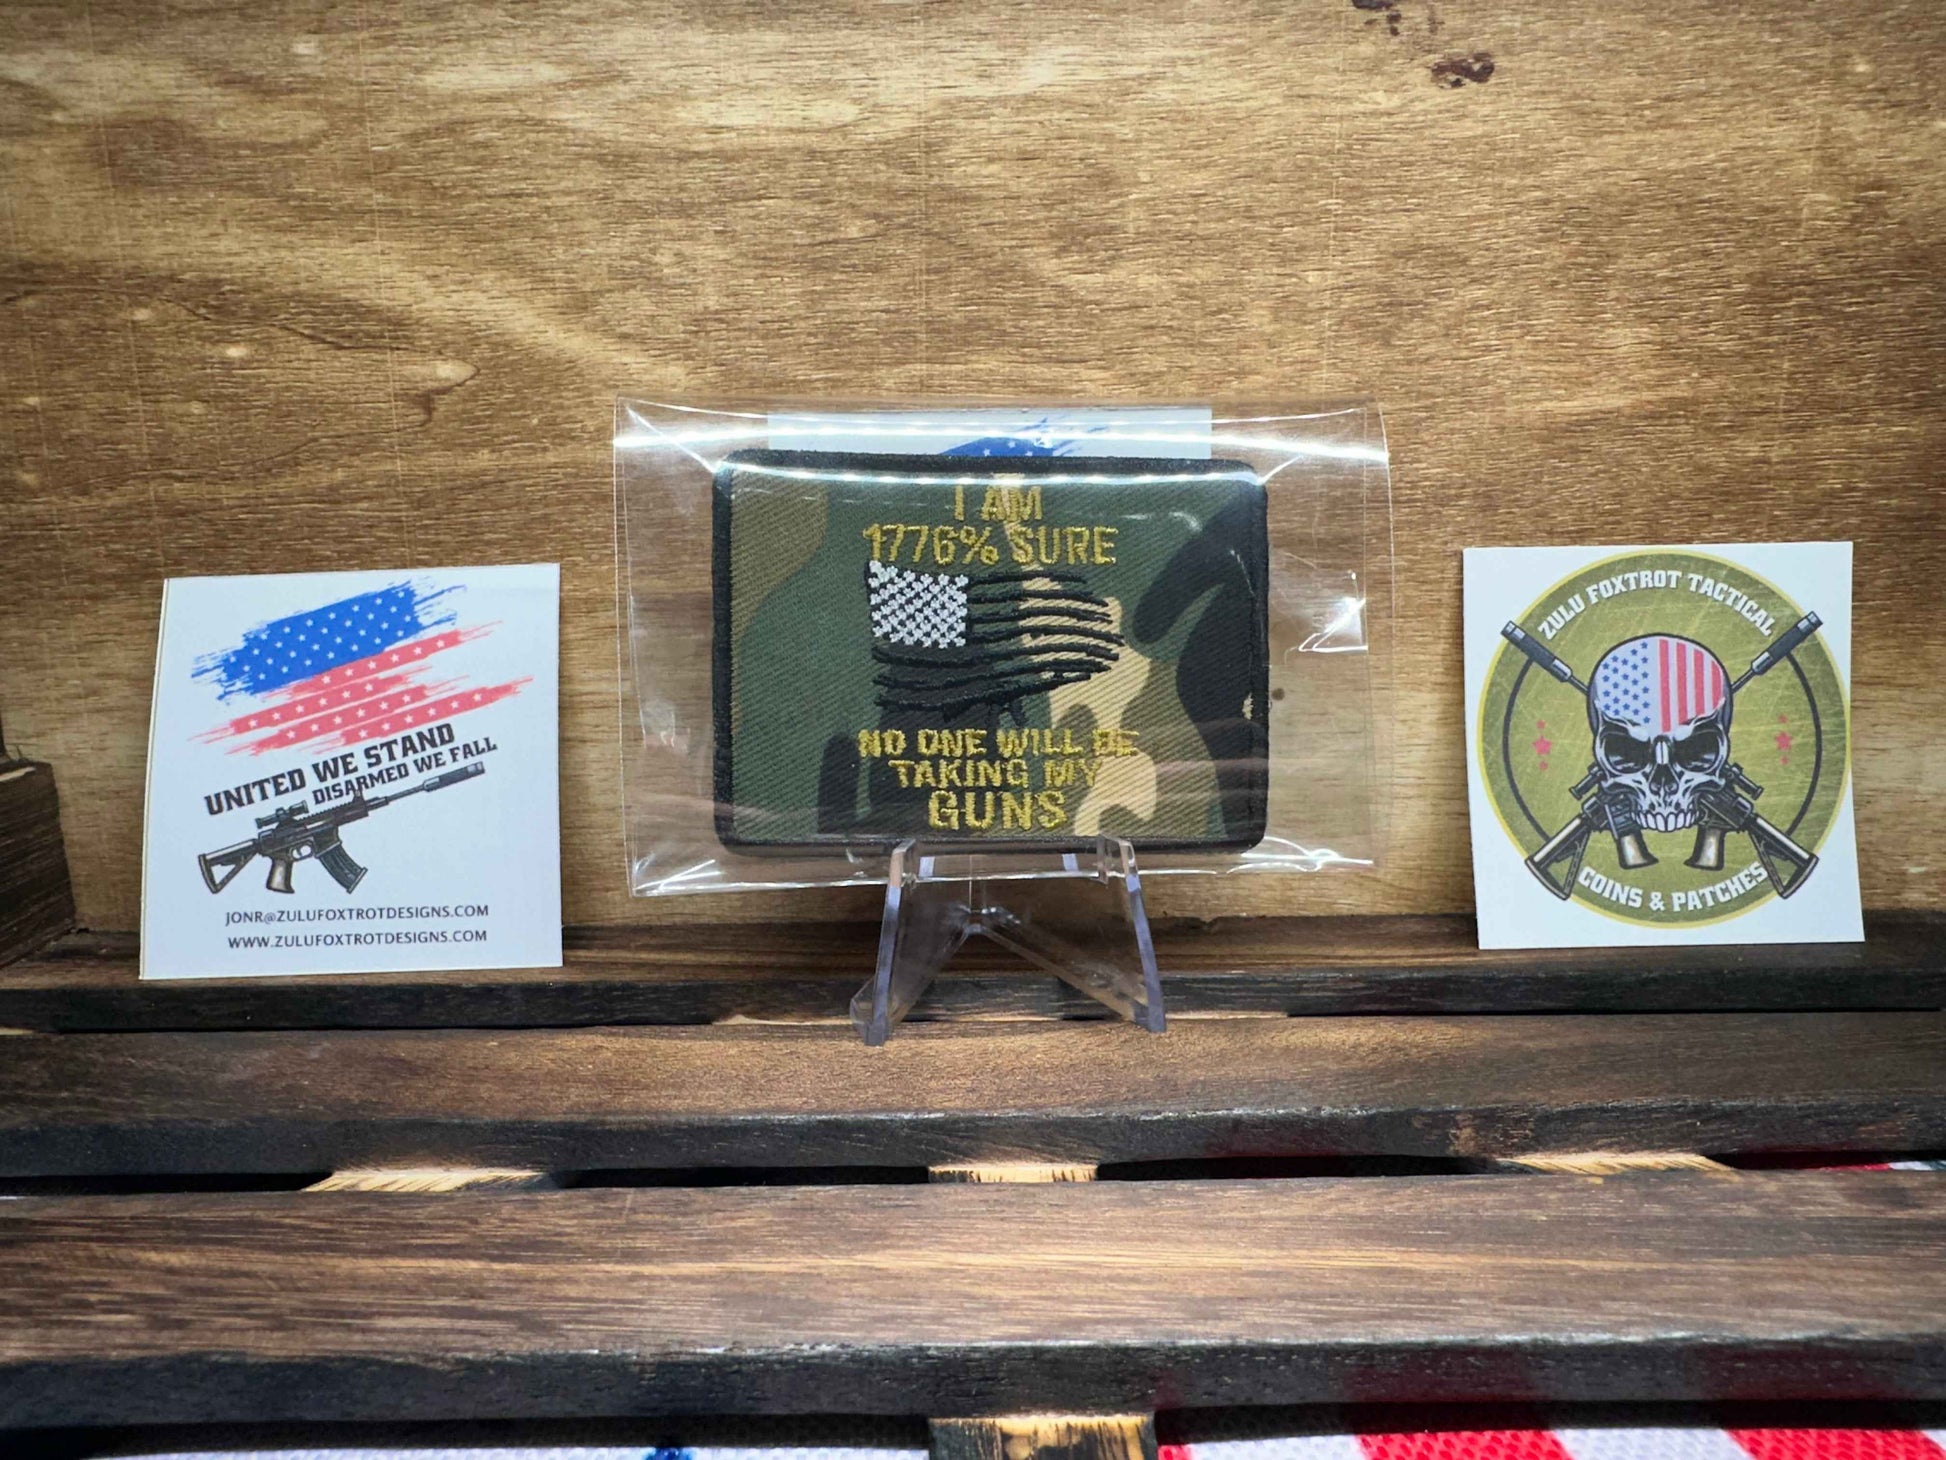 UNITED WE STAND
DISARMED WE FALL
JONR@ZULUFOXTROTDESIGNS.COM
WWW.ZULUFOXTROTDESIGNS.COM
I AM
1776% SURE
NO ONE WILL BE
TAKING MY
GUNS
ZULU FOXTROT TACTICAL
COINS & PATCHES